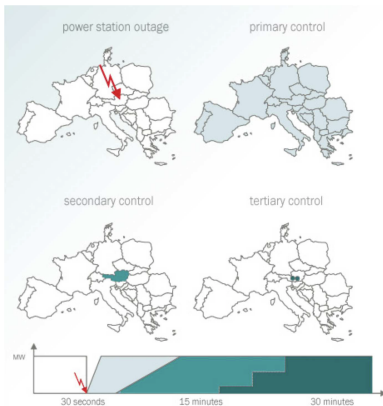 power station outage
primary control
secondary control
tertiary control
MW
30 seconds
15 minutes
30 minutes